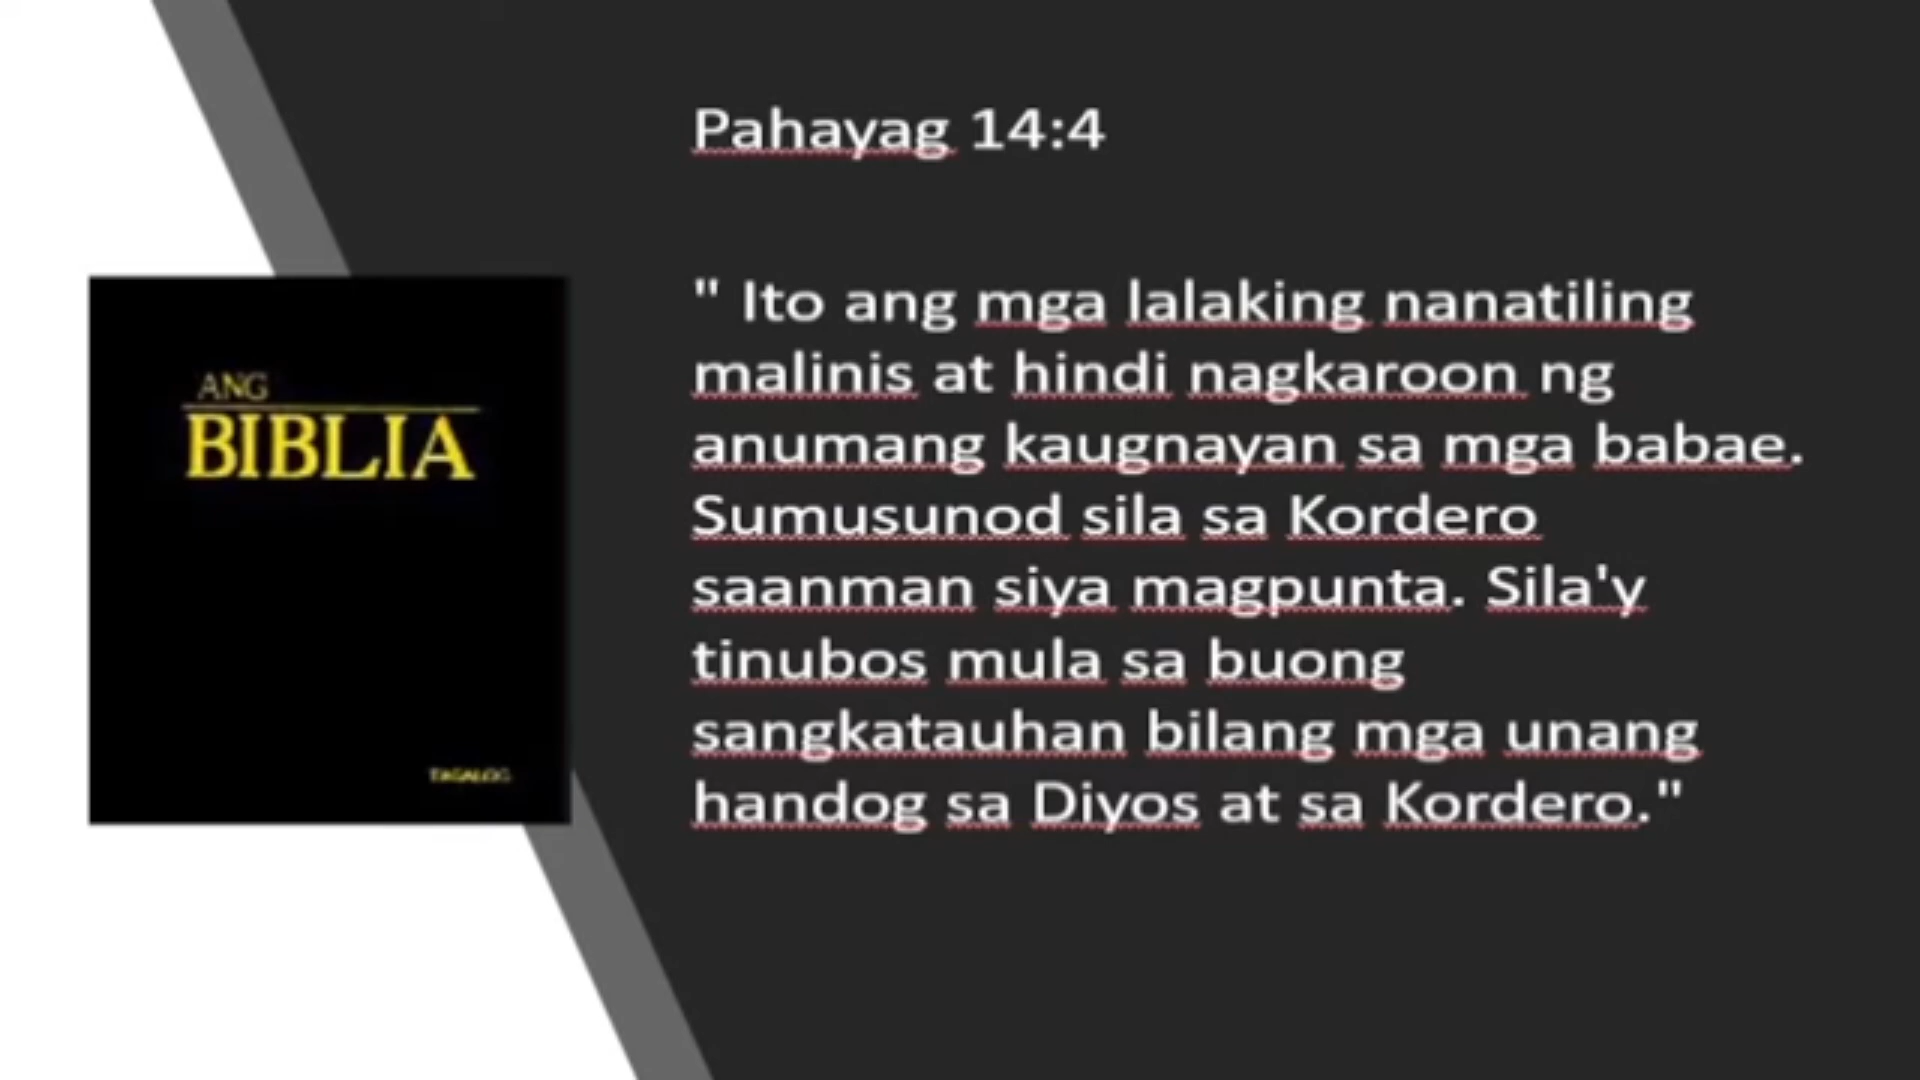 Pahayag 14:4
" Ito ang mga lalaking nanatiling
malinis at hindi nagkaroon ng
anumang kaugnayan sa mga babae.
Sumusunod sila sa Kordero
saanman siya magpunta. Sila'y
tinubos mula sa buong
sangkatauhan bilang mga unang
handog sa Diyos at sa Kordero."
ANG
BIBLIA
TAGALOG